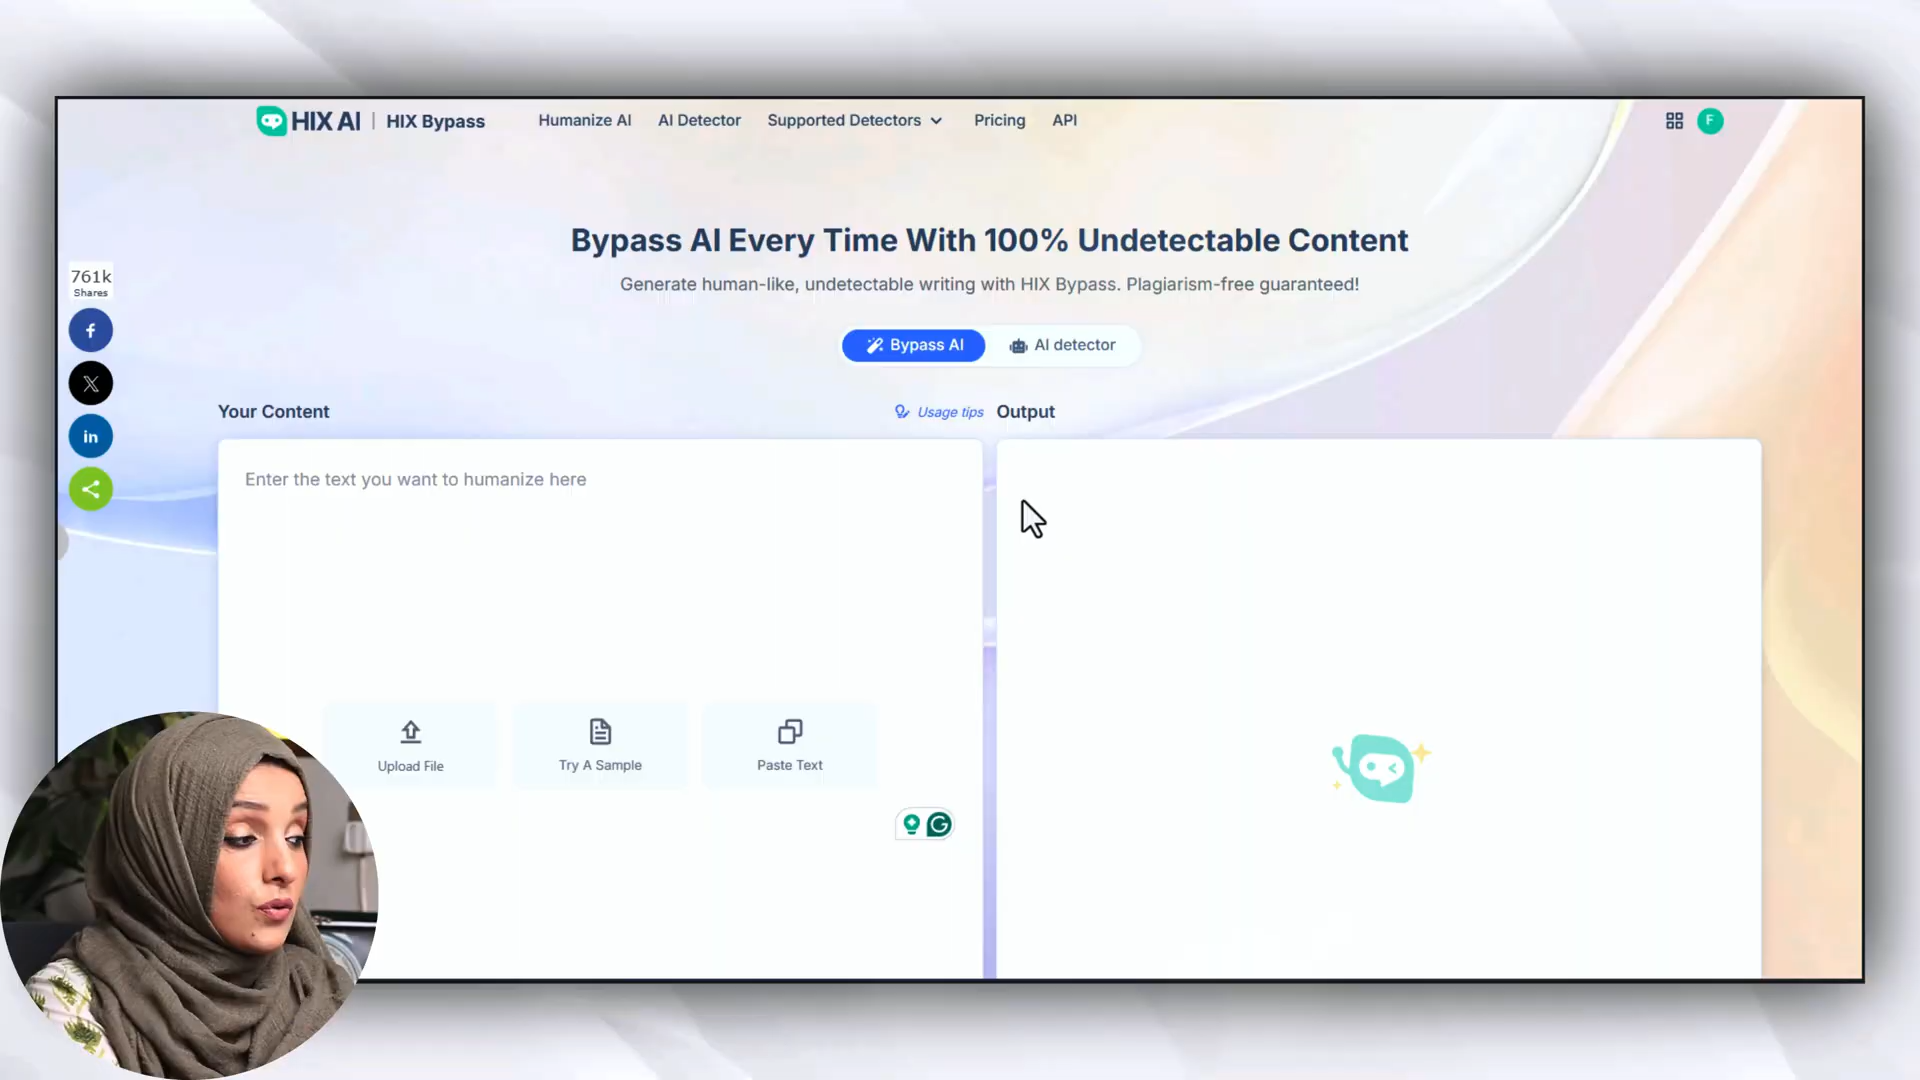 HIX AI | HIX Bypass
Humanize AI
AI Detector
Supported Detectors
Pricing
API
F
Bypass AI Every Time With 100% Undetectable Content
Generate human-like, undetectable writing with HIX Bypass. Plagiarism-free guaranteed!
761k
Shares
Bypass AI
AI detector
Your Content
Usage tips
Output
Enter the text you want to humanize here
Upload File
Try A Sample
Paste Text